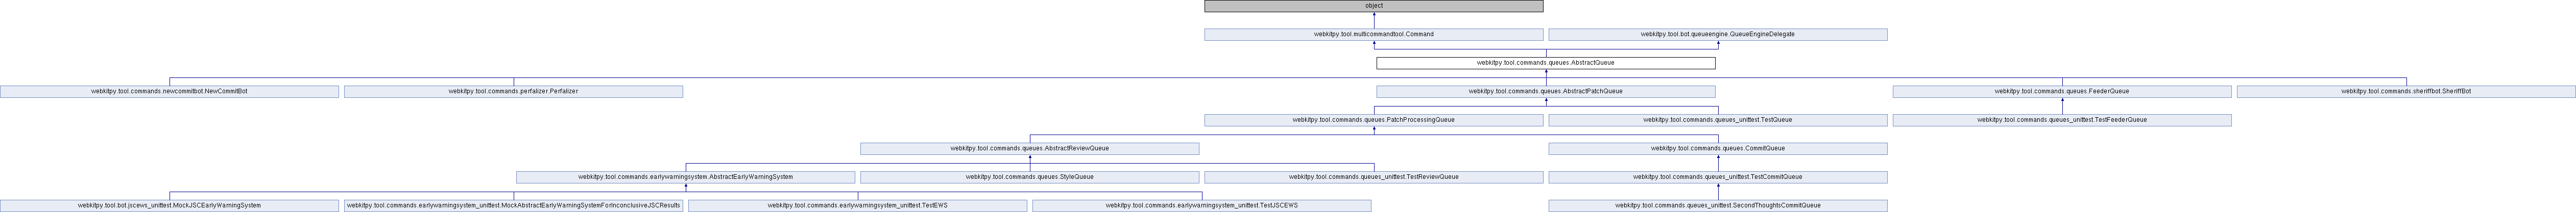 object
webkitpy.tool.multicommandtool.Command
webkitpy.tool.bot.queueengine.QueueEngineDelegate
webkitpy.tool.commands.queues.AbstractQueue
webkitpy.tool.commands.newcommitbot.NewCommitBot
webkitpy.tool.commands.perfalizer.Perfalizer
webkitpy.tool.commands.queues.AbstractPatchQueue
webkitpy.tool.commands.queues.FeederQueue
webkitpy.tool.commands.sheriffbot.SheriffBot
webkitpy.tool.commands.queues.PatchProcessingQueue
webkitpy.tool.commands.queues_unittest.TestQueue
webkitpy.tool.commands.queues_unittest.TestFeederQueue
webkitpy.tool.commands.queues.AbstractReviewQueue
webkitpy.tool.commands.queues.CommitQueue
webkitpy.tool.commands.earlywarningsystem.AbstractEarlyWarningSystem
webkitpy.tool.commands.queues.StyleQueue
webkitpy.tool.commands.queues_unittest.TestReviewQueue
webkitpy.tool.commands.queues_unittest.TestCommitQueue
webkitpy.tool.bot.jscews_unittest.MockJSCEarlyWarningSystem
webkitpy.tool.commands.earlywarningsystem_unittest.MockAbstractEarlyWarningSystemForInconclusiveJSCResults
webkitpy.tool.commands.earlywarningsystem_unittest.TestEWS
webkitpy.tool.commands.earlywarningsystem_unittest.TestJSCEWS
webkitpy.tool.commands.queues_unittest.SecondThoughtsCommitQueue